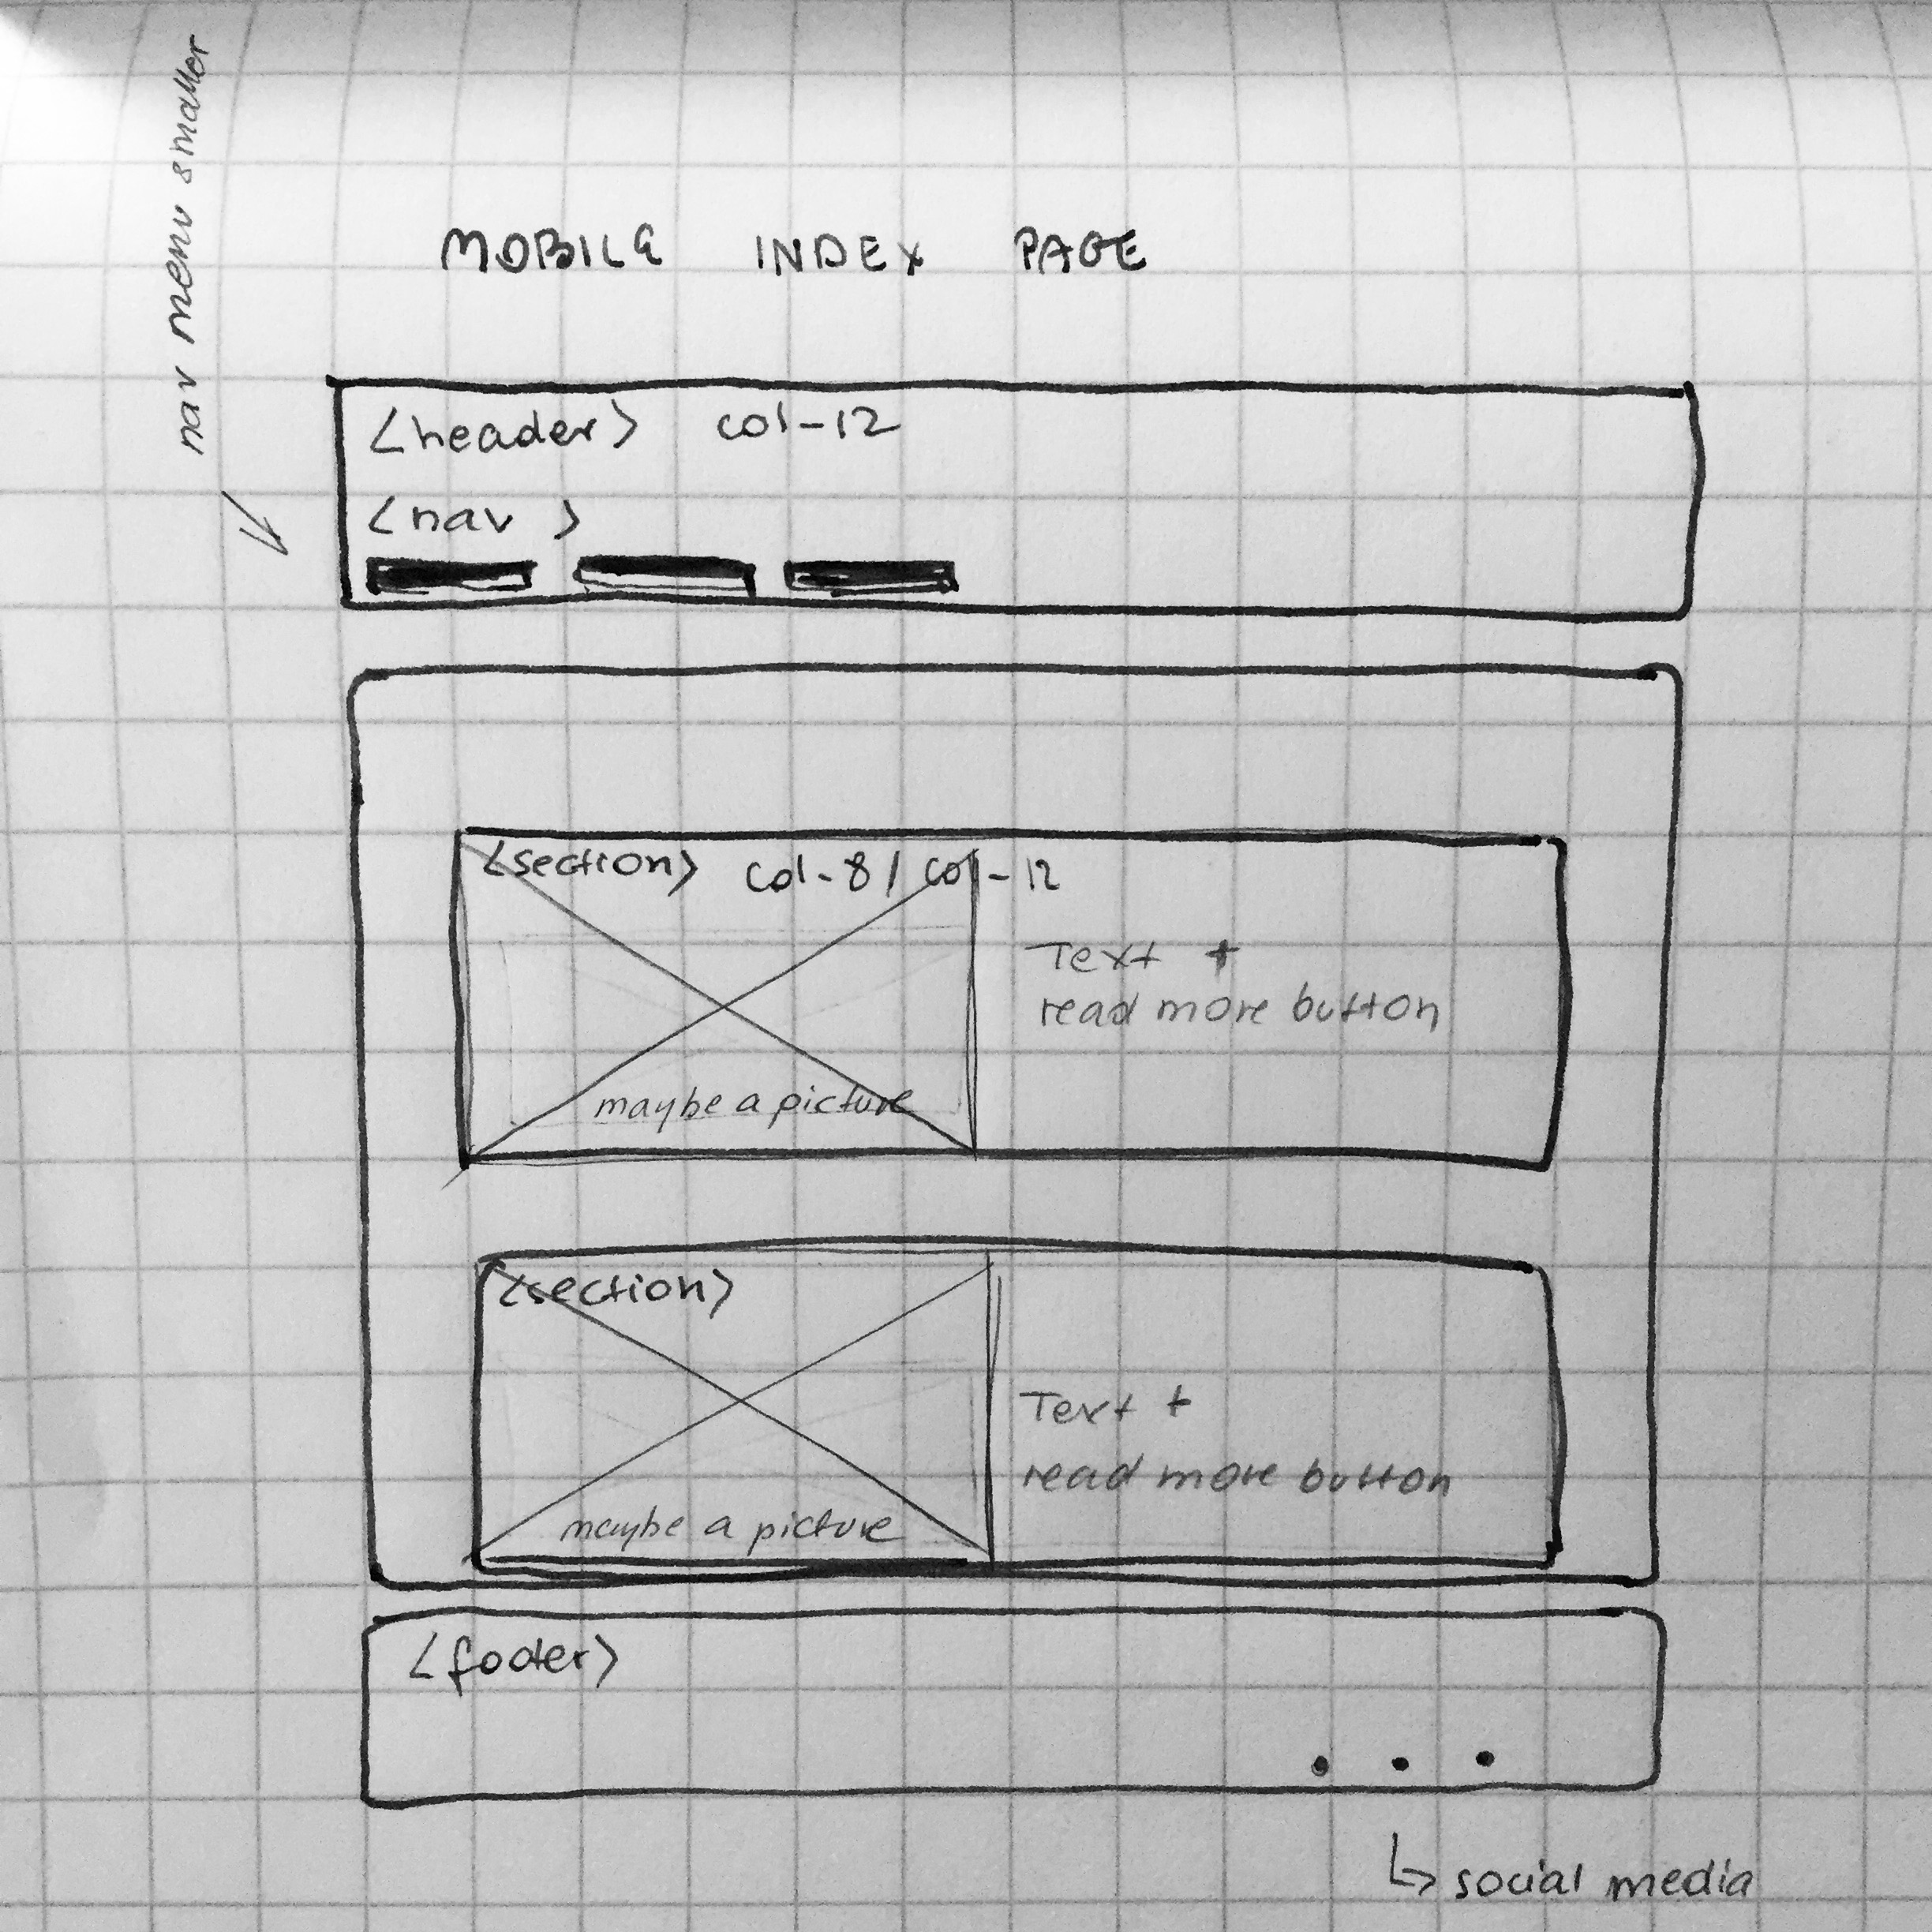 nav menu smaller
MOBILE INDEX PAGE
<header> col-12
<nav >
<section> col-8 / col-12
Text +
read more button
maybe a picture
<section>
Text +
read more button
maybe a picture
<footer>
social media